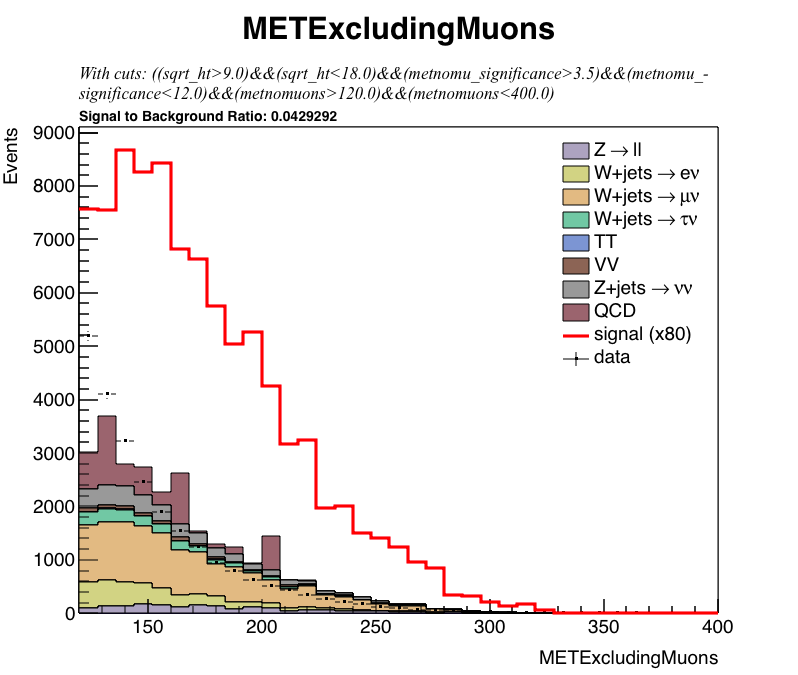 METExcludingMuons
With cuts: ((sqrt_ht>9.0)&&(sqrt_ht<18.0)&&(metnomu_significance>3.5)&&(metnomu_-
significance<12.0)&&(metnomuons>120.0)&&(metnomuons<400.0)
Signal to Background Ratio: 0.0429292
Events
9000
8000
7000
6000
5000
4000
3000
2000
1000
0
Z → ll
W+jets → eν
W+jets → μν
W+jets → τν
TT
VV
Z+jets → νν
QCD
signal (x80)
data
150
200
250
300
350
400
METExcludingMuons